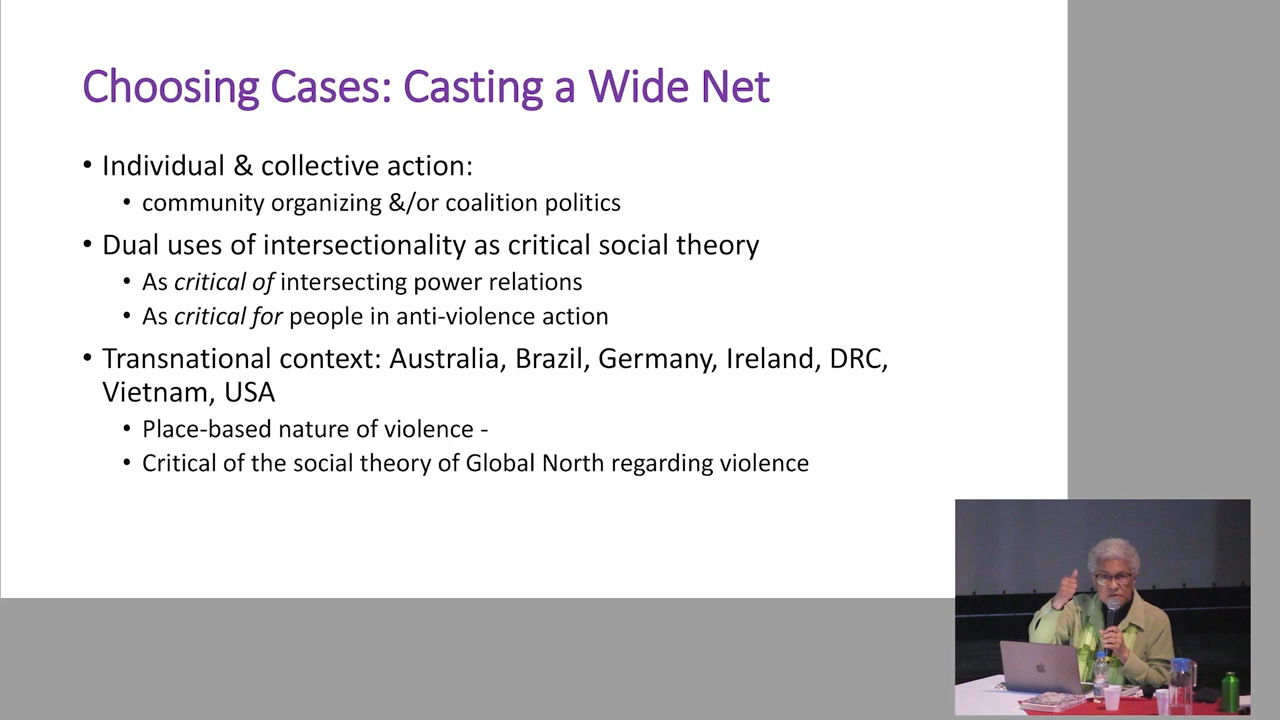 Choosing Cases: Casting a Wide Net
• Individual & collective action:
• community organizing &/or coalition politics
• Dual uses of intersectionality as critical social theory
• As critical of intersecting power relations
• As critical for people in anti-violence action
• Transnational context: Australia, Brazil, Germany, Ireland, DRC,
Vietnam, USA
• Place-based nature of violence -
• Critical of the social theory of Global North regarding violence